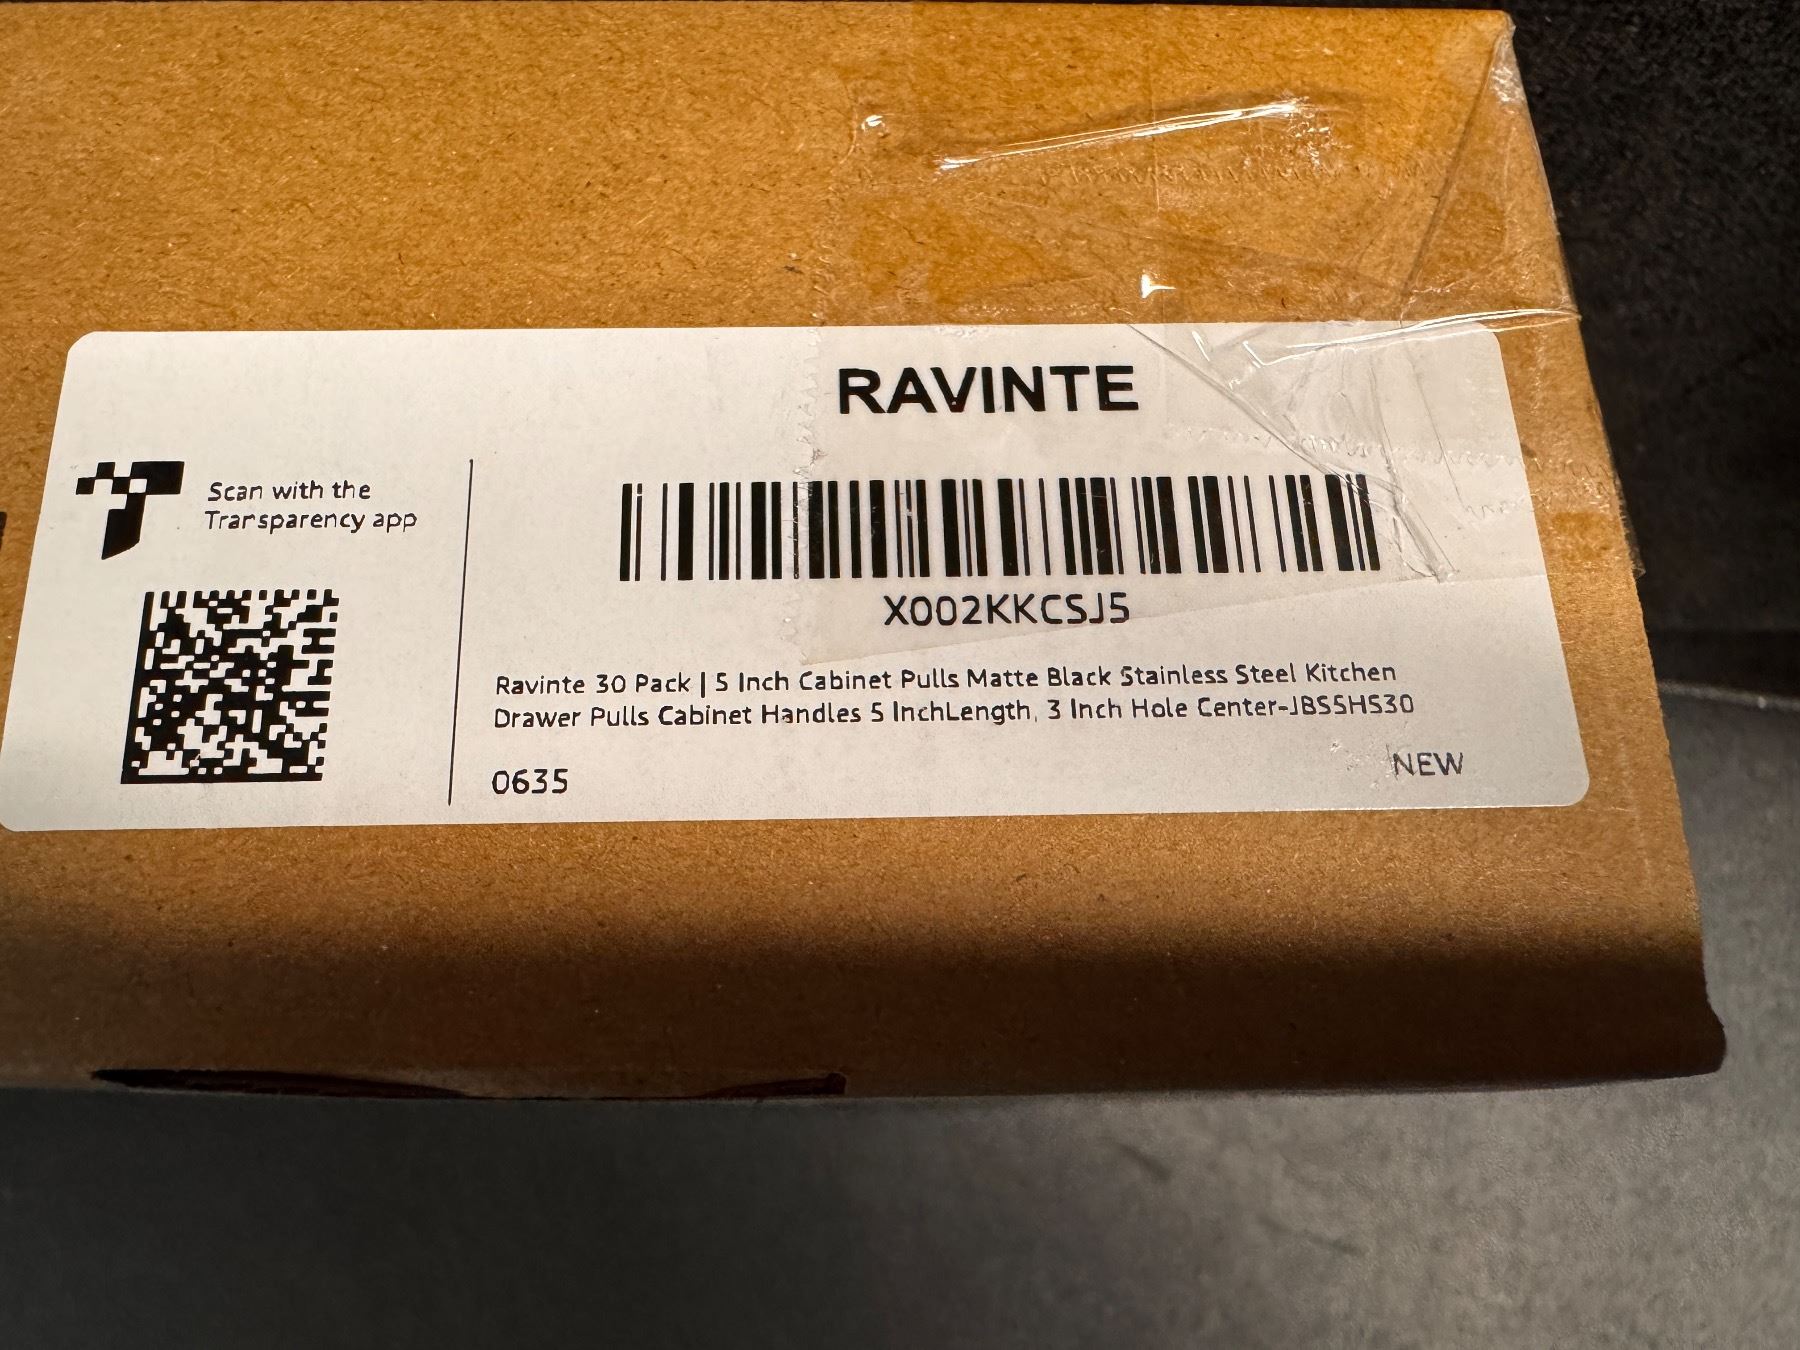 RAVINTE
Scan with the
Transparency app
X002KKCSJ5
Ravinte 30 Pack | 5 Inch Cabinet Pulls Matte Black Stainless Steel Kitchen
Drawer Pulls Cabinet Handles 5 InchLength, 3 Inch Hole Center-JBS5HS30
0635
NEW